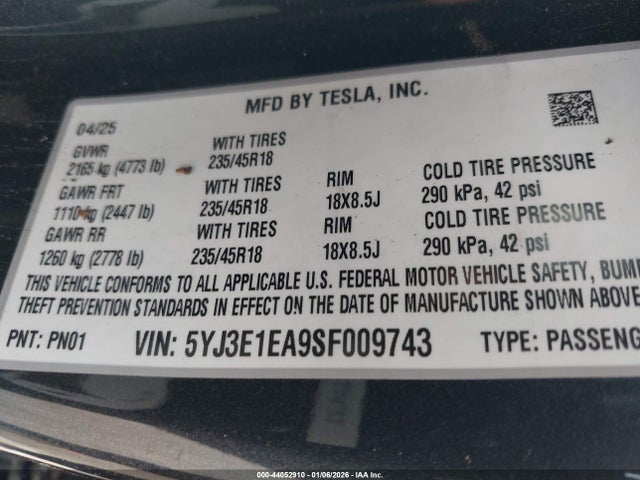 MFD BY TESLA, INC.
04/25
GVWR WITH TIRES
2165 kg (4773 lb) 235/45R18
GAWR FRT WITH TIRES RIM COLD TIRE PRESSURE
1110 kg (2447 lb) 235/45R18 18X8.5J 290 kPa, 42 psi
GAWR RR WITH TIRES RIM COLD TIRE PRESSURE
1260 kg (2778 lb) 235/45R18 18X8.5J 290 kPa, 42 psi
THIS VEHICLE CONFORMS TO ALL APPLICABLE U.S. FEDERAL MOTOR VEHICLE SAFETY, BUMP
THEFT PREVENTION STANDARDS IN EFFECT ON THE DATE OF MANUFACTURE SHOWN ABOVE
PNT: PN01 VIN: 5YJ3E1EA9SF009743 TYPE: PASSENG
000-44052910 - 01/06/2026 - IAA Inc.